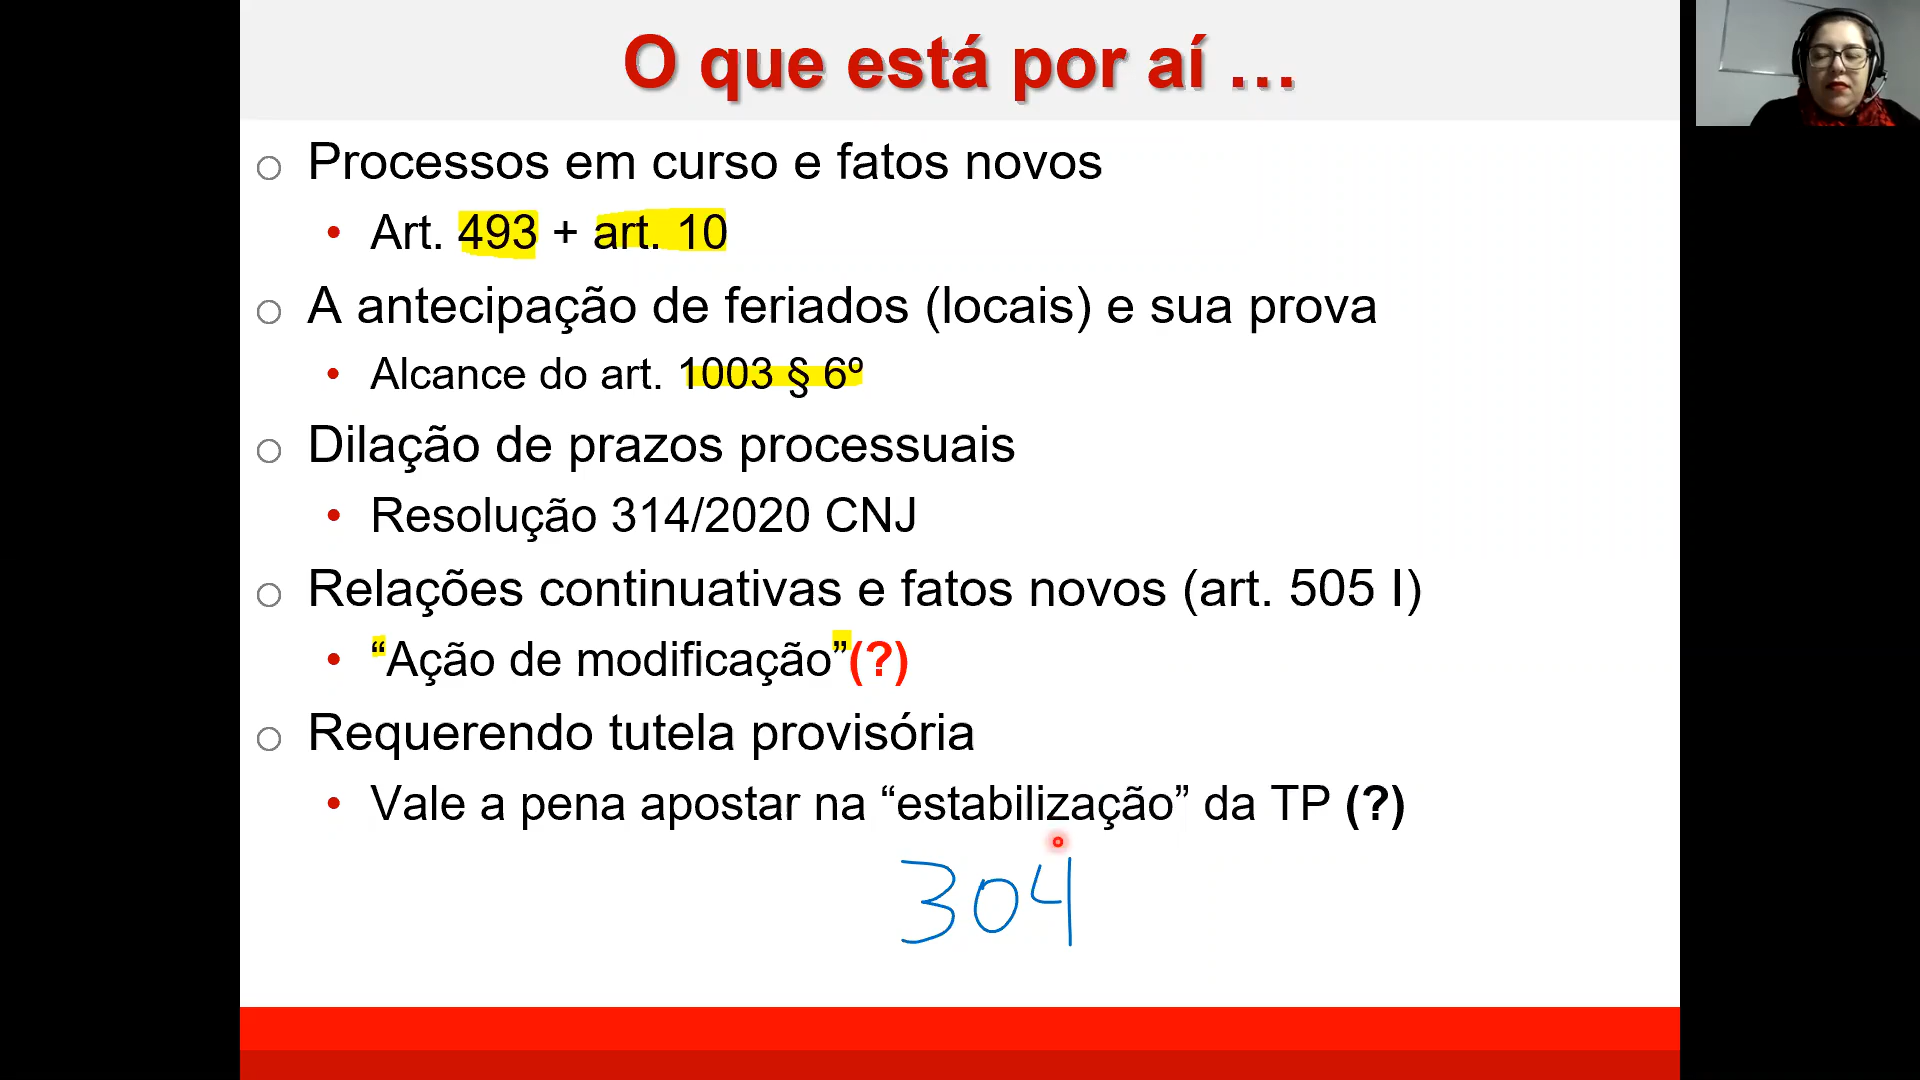 O que está por aí ...
Processos em curso e fatos novos
Art. 493 + art. 10
A antecipação de feriados (locais) e sua prova
Alcance do art. 1003 § 6º
Dilação de prazos processuais
Resolução 314/2020 CNJ
Relações continuativas e fatos novos (art. 505 I)
“Ação de modificação”(?)
Requerendo tutela provisória
Vale a pena apostar na “estabilização” da TP (?)
304